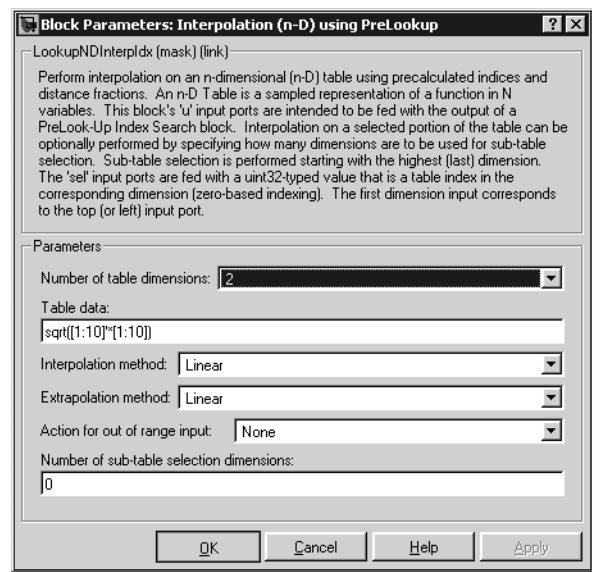 Block Parameters: Interpolation (n-D) using PreLookup
LookupNDInterpIdx (mask) (link)
Perform interpolation on an n-dimensional (n-D) table using precalculated indices and
distance fractions. An n-D Table is a sampled representation of a function in N
variables. This block's 'u' input ports are intended to be fed with the output of a
PreLook-Up Index Search block. Interpolation on a selected portion of the table can be
optionally performed by specifying how many dimensions are to be used for sub-table
selection. Sub-table selection is performed starting with the highest (last) dimension.
The 'sel' input ports are fed with a uint32-typed value that is a table index in the
corresponding dimension (zero-based indexing). The first dimension input corresponds
to the top (or left) input port.
Parameters
Number of table dimensions: 2
Table data:
sqrt([1:10]'*[1:10])
Interpolation method: Linear
Extrapolation method: Linear
Action for out of range input: None
Number of sub-table selection dimensions:
0
OK Cancel Help Apply